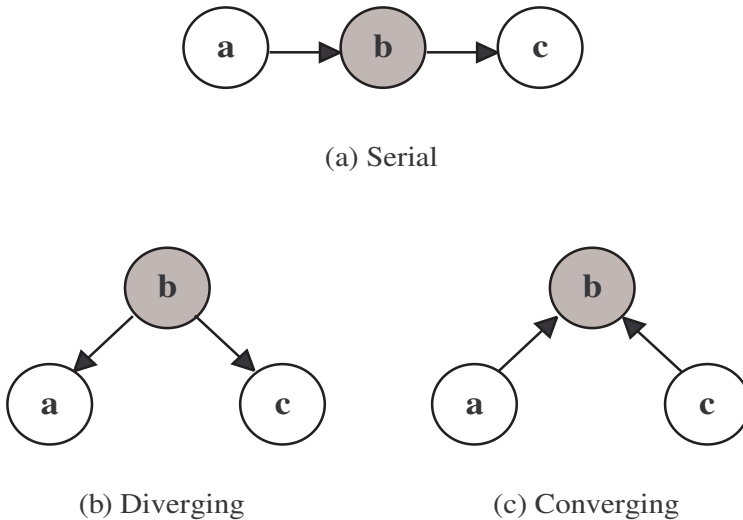 a b c
(a) Serial
b b
a c a c
(b) Diverging (c) Converging